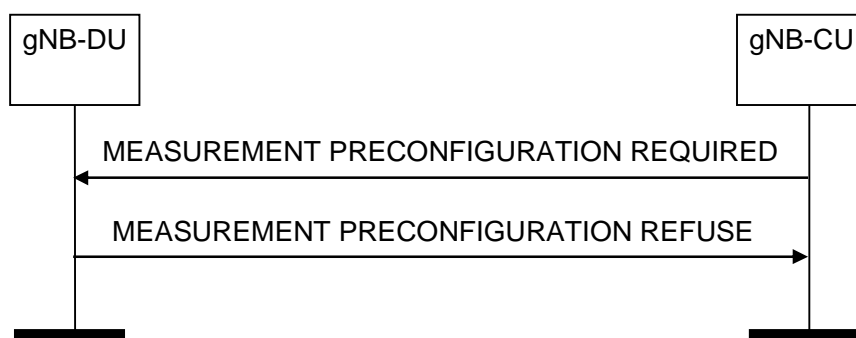 gNB-DU
gNB-CU
MEASUREMENT PRECONFIGURATION REQUIRED
MEASUREMENT PRECONFIGURATION REFUSE